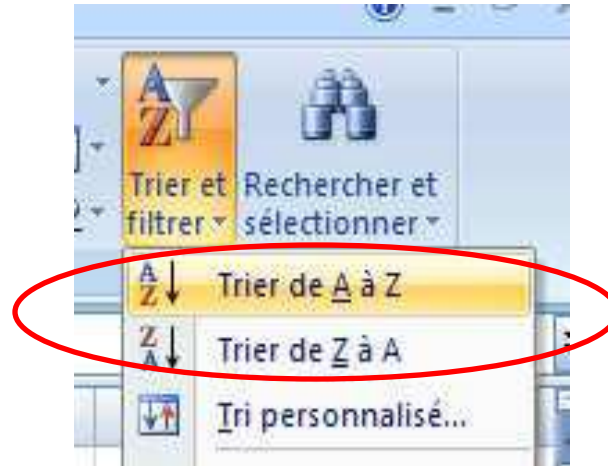 Trier et
filtrer
Rechercher et
sélectionner
Trier de A à Z
Trier de Z à A
Tri personnalisé...